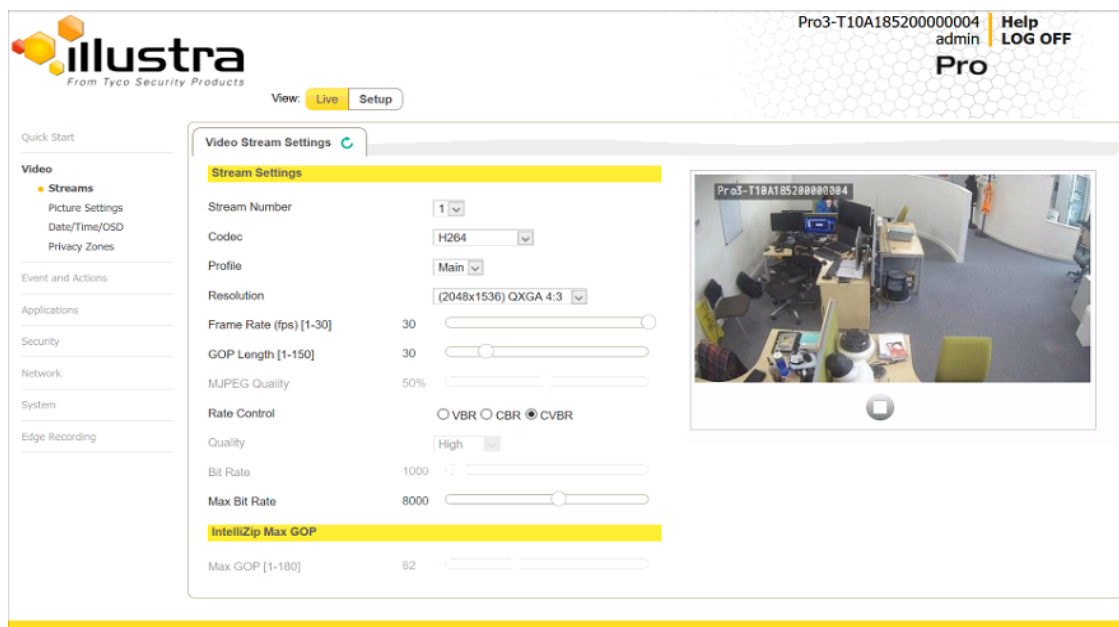 illustra
From Tyco Security Products
Pro3-T10A185200000004
admin
Help
LOG OFF
Pro
View: Live Setup
Quick Start
Video
Streams
Picture Settings
Date/Time/OSD
Privacy Zones
Event and Actions
Applications
Security
Network
System
Edge Recording
Video Stream Settings
Stream Settings
Stream Number 1
Codec H264
Profile Main
Resolution (2048x1536) QXGA 4:3
Frame Rate (fps) [1-30] 30
GOP Length [1-150] 30
MJPEG Quality 50%
Rate Control VBR CBR CVBR
Quality High
Bit Rate 1000
Max Bit Rate 8000
IntelliZip Max GOP
Max GOP [1-180] 62
Pro3-T10A185200000004